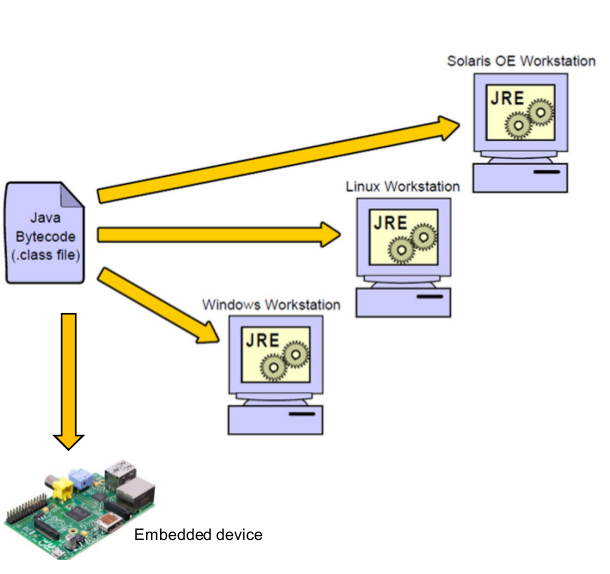 Solaris OE Workstation
JRE
Linux Workstation
JRE
Java
Bytecode
(.class file)
Windows Workstation
JRE
Embedded device